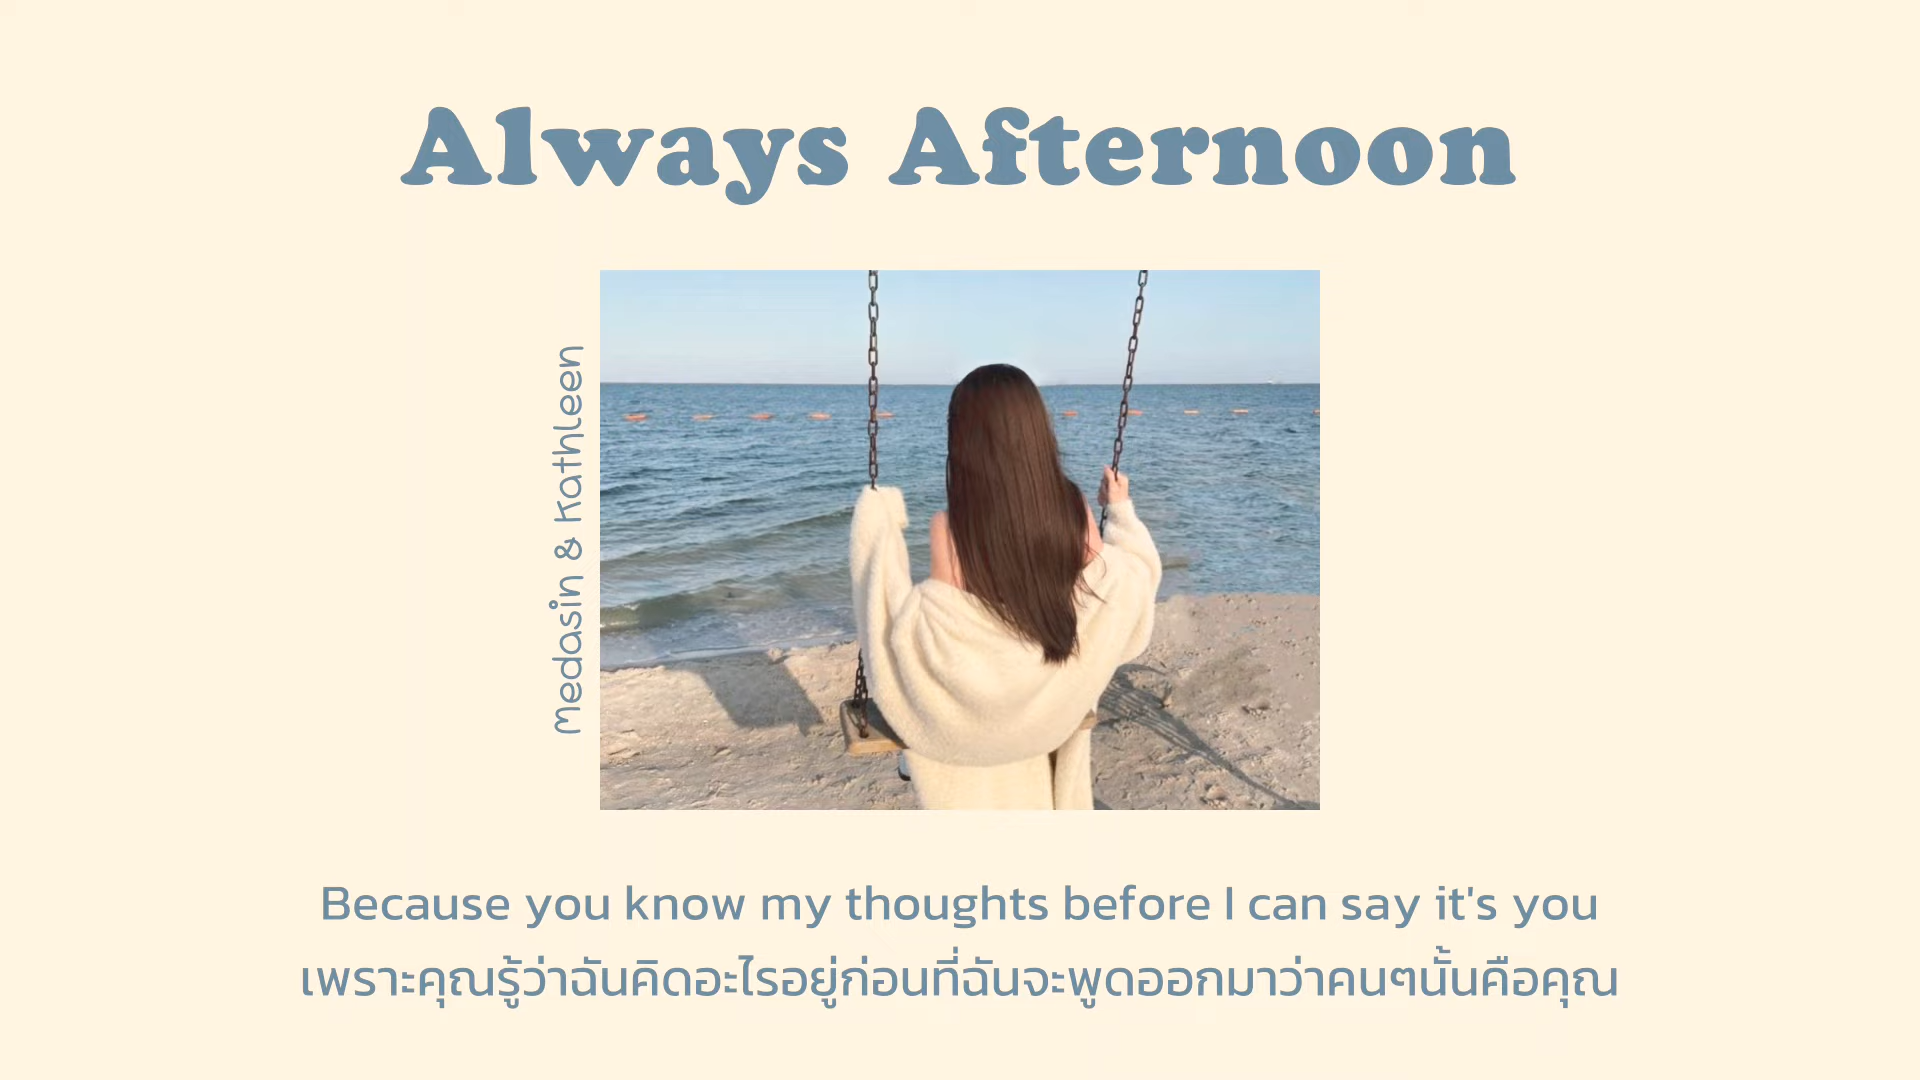 Always Afternoon
Medasin & Kathleen
Because you know my thoughts before I can say it's you
เพราะคุณรู้ว่าฉันคิดอะไรอยู่ก่อนที่ฉันจะพูดออกมาว่าคนๆนั้นคือคุณ